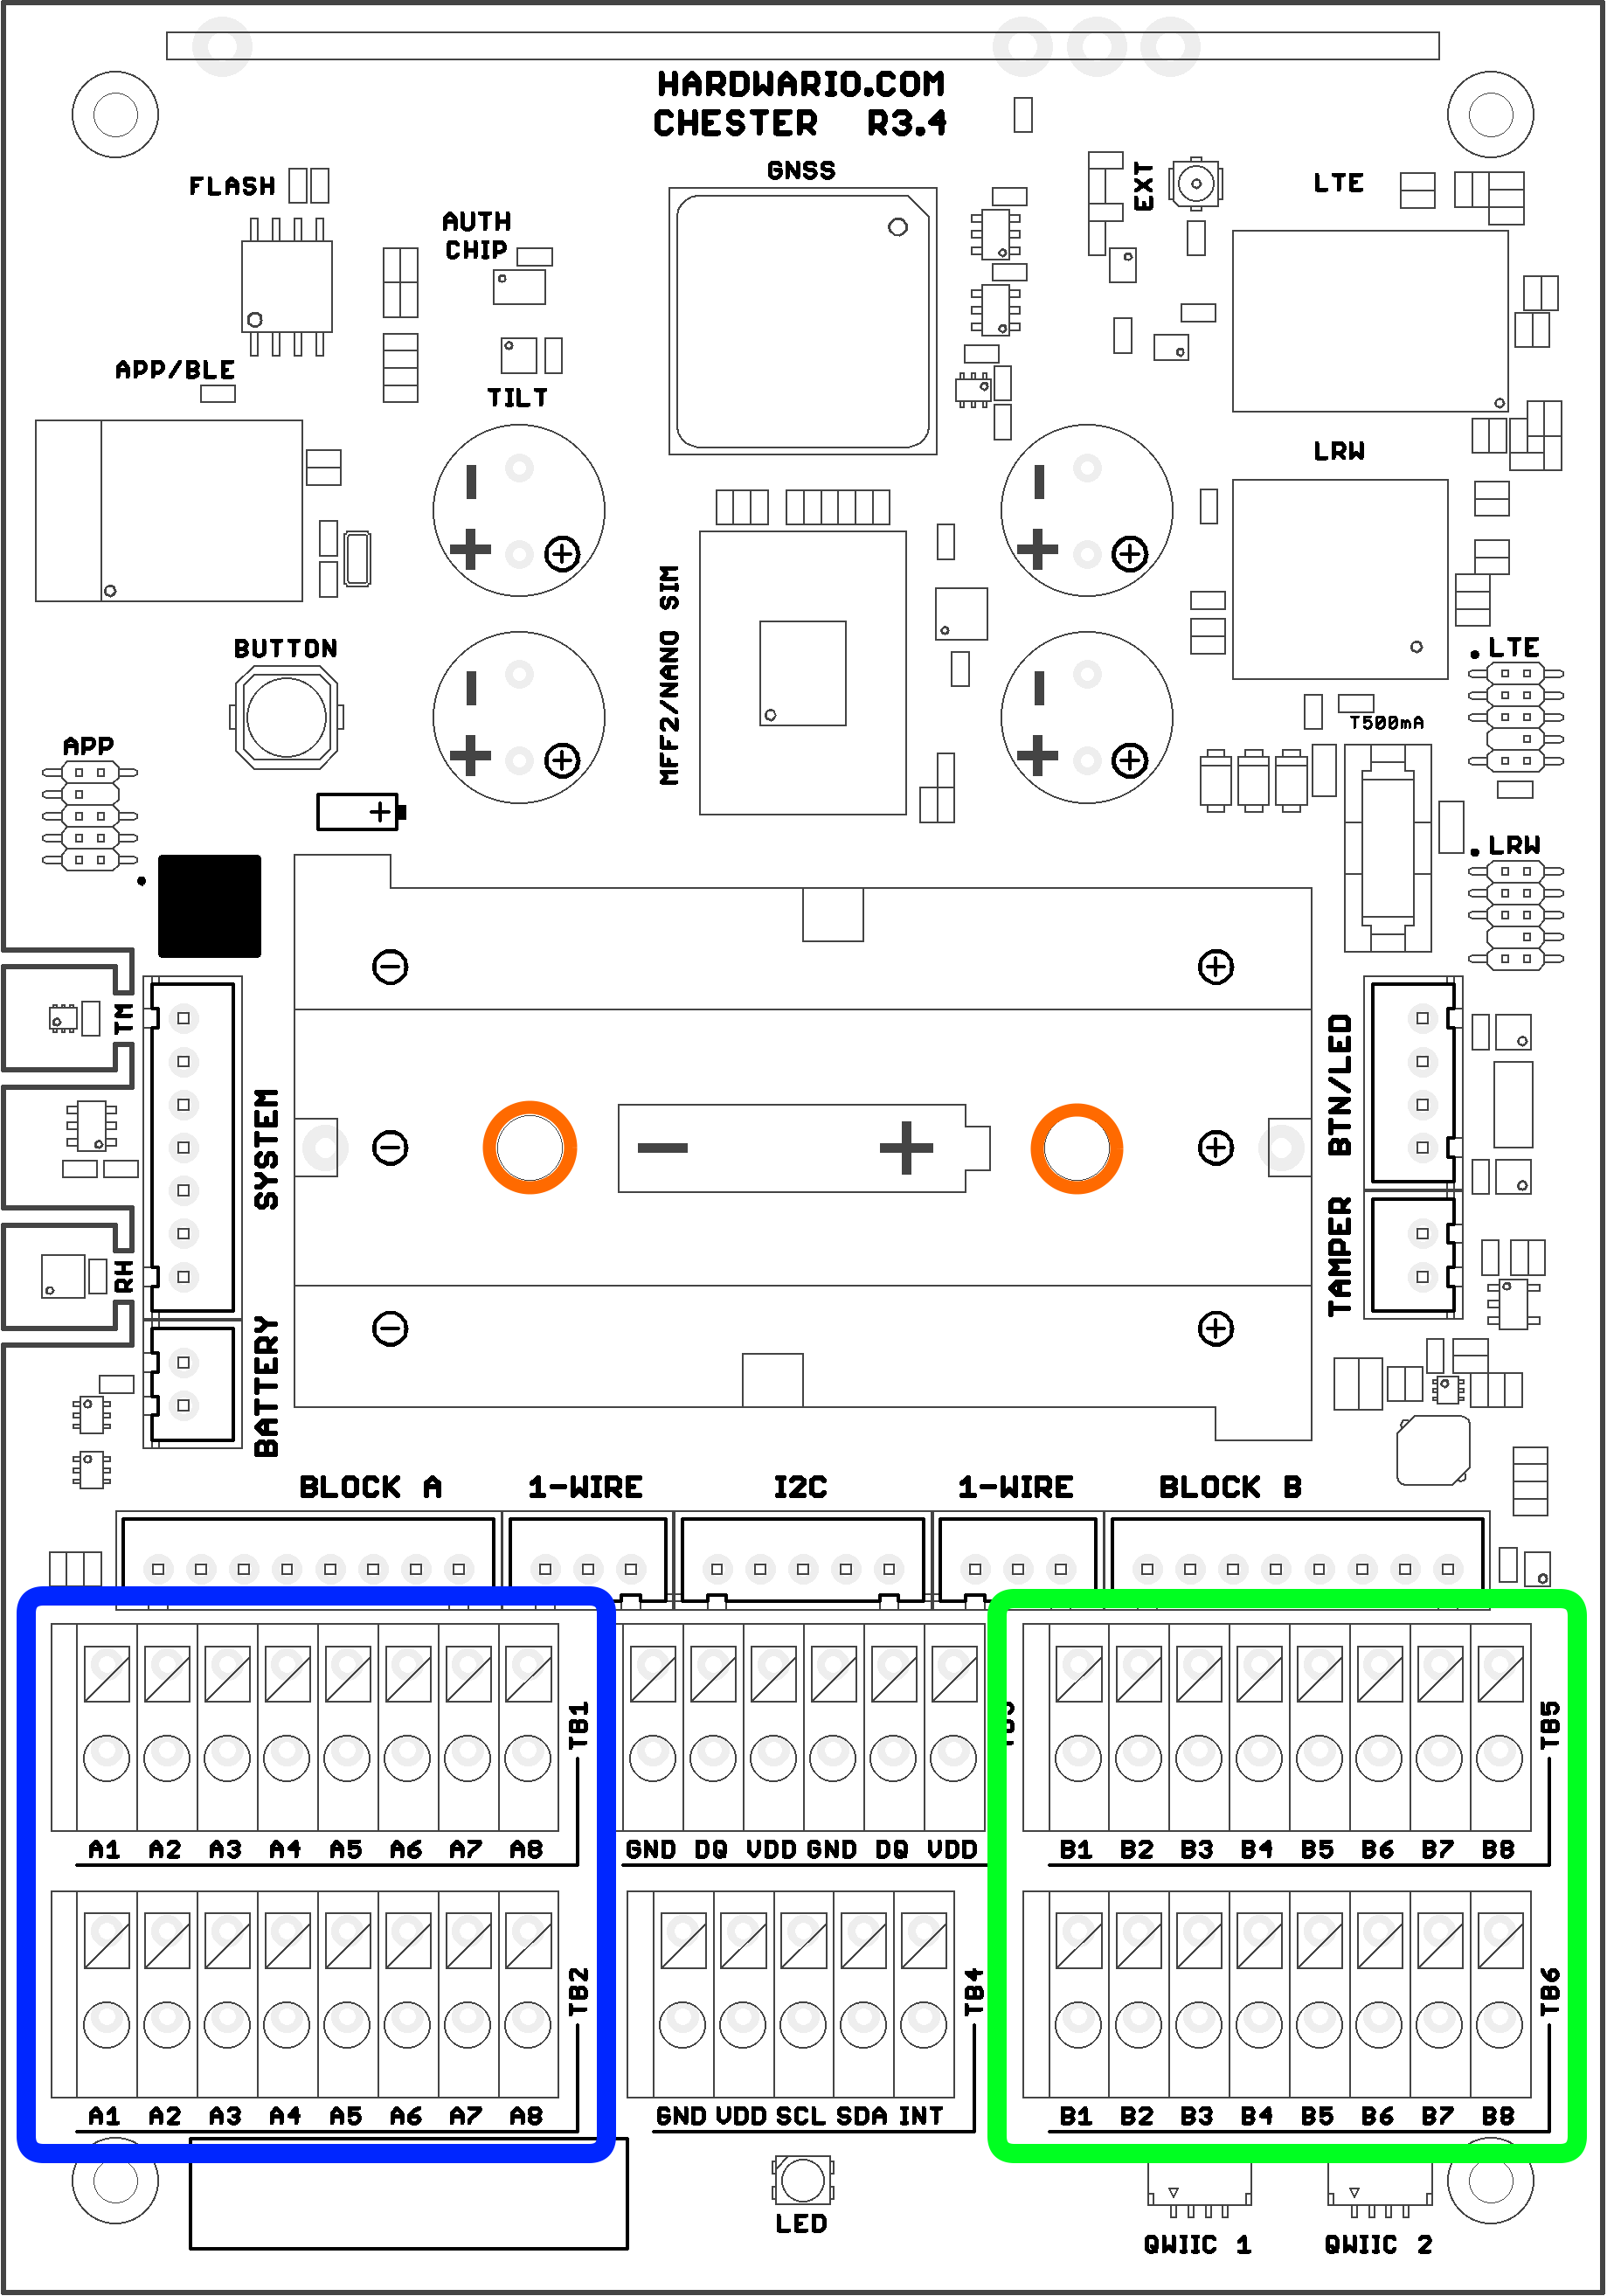 HARDWARIO.COM
CHESTER R3.4
GNSS
FLASH
EXT
LTE
AUTH
CHIP
APP/BLE
TILT
LRW
MFF2/NANO SIM
BUTTON
LTE
T500mA
APP
LRW
TM
SYSTEM
BTN/LED
RH
TAMPER
BATTERY
BLOCK A 1-WIRE I2C 1-WIRE BLOCK B
TB1
TB5
A1 A2 A3 A4 A5 A6 A7 A8 GND DQ VDD GND DQ VDD B1 B2 B3 B4 B5 B6 B7 B8
TB2
TB4
TB6
A1 A2 A3 A4 A5 A6 A7 A8 GND VDD SCL SDA INT B1 B2 B3 B4 B5 B6 B7 B8
LED
QWIIC 1 QWIIC 2